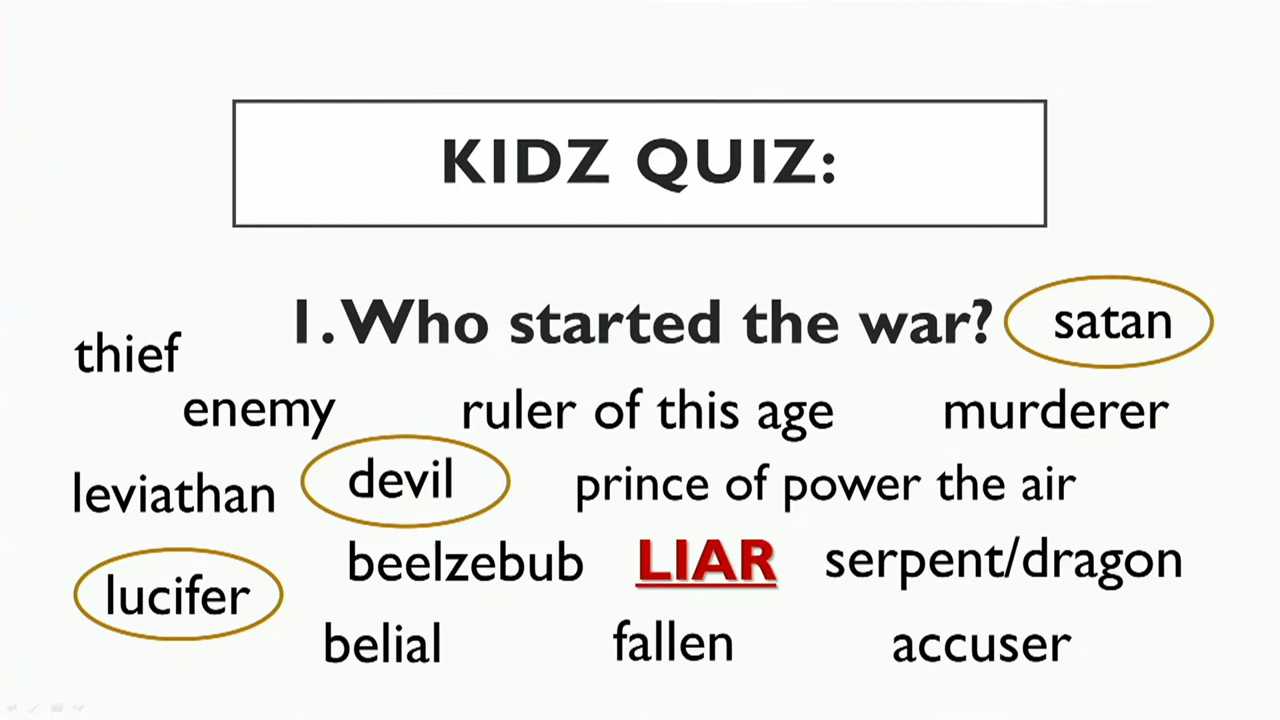 KIDZ QUIZ:
1. Who started the war?
satan
thief
enemy
ruler of this age
murderer
leviathan
devil
prince of power the air
lucifer
beelzebub
LIAR
serpent/dragon
belial
fallen
accuser